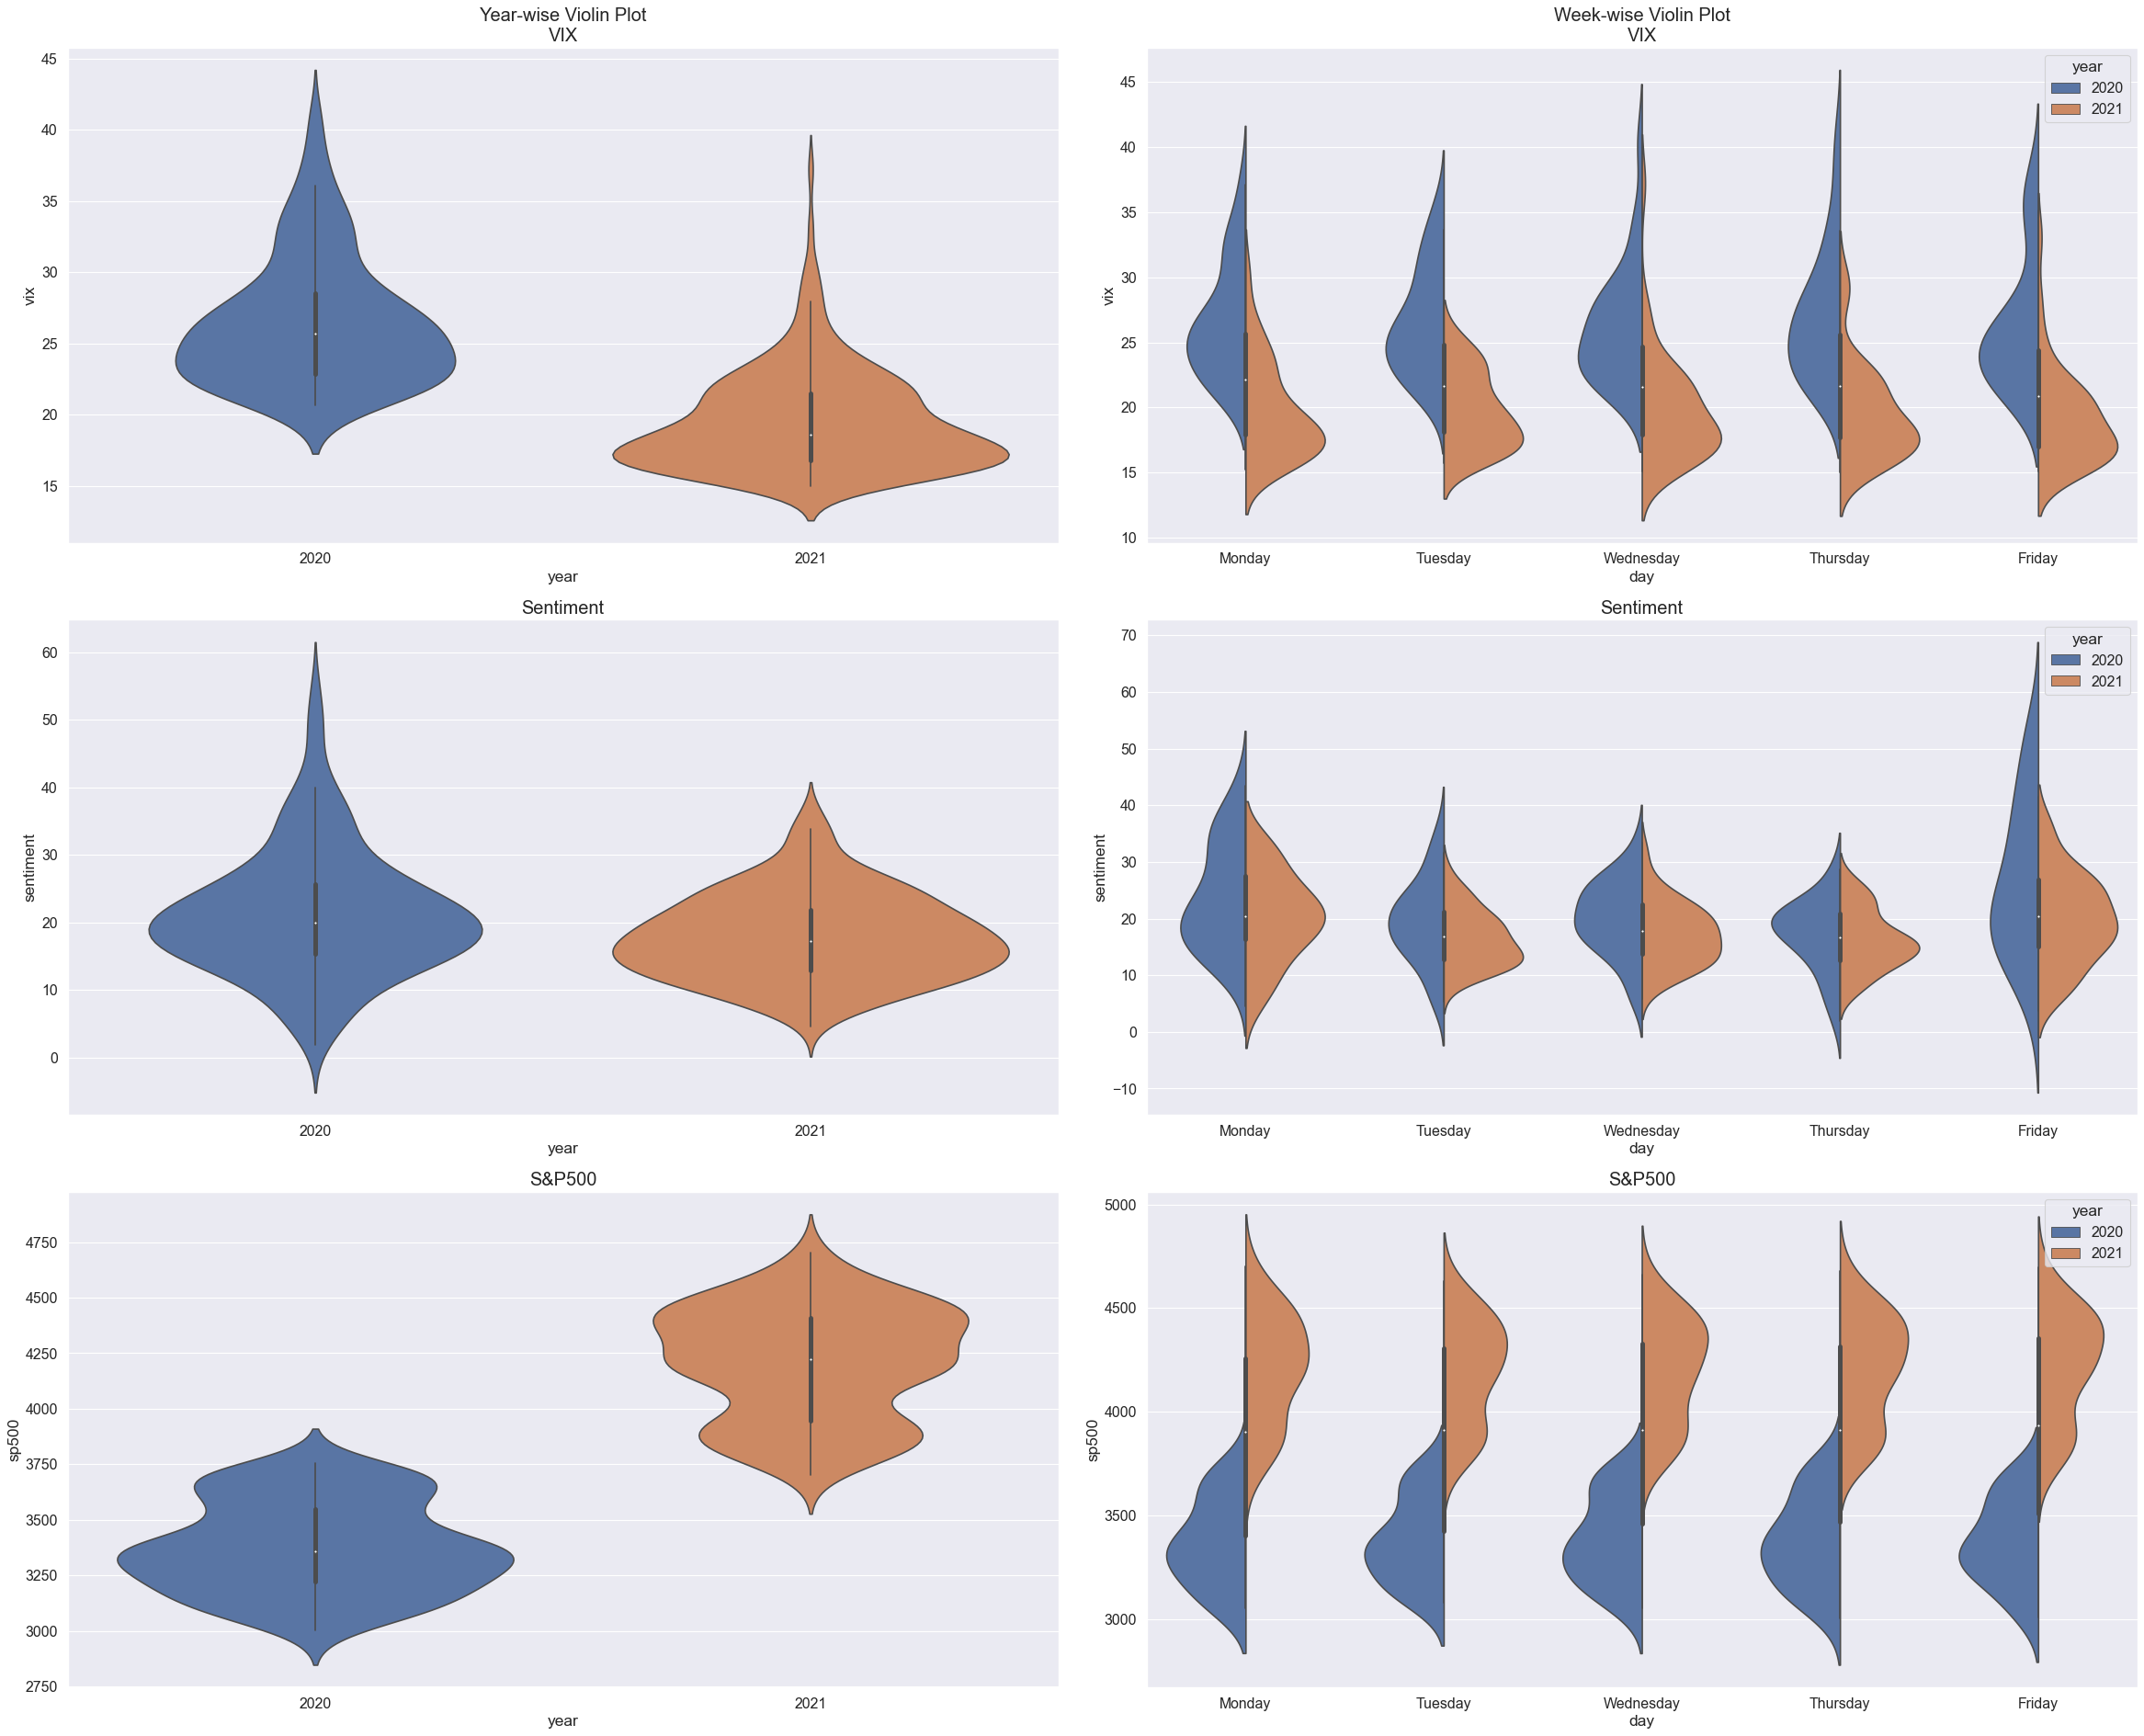 Year-wise Violin Plot
VIX
45
40
35
30
25
20
15
vix
2020 2021
year
Week-wise Violin Plot
VIX
45
40
35
30
25
20
15
10
vix
year
2020
2021
Monday Tuesday Wednesday Thursday Friday
day
Sentiment
60
50
40
30
20
10
0
sentiment
2020 2021
year
Sentiment
70
60
50
40
30
20
10
0
−10
sentiment
year
2020
2021
Monday Tuesday Wednesday Thursday Friday
day
S&P500
4750
4500
4250
4000
3750
3500
3250
3000
2750
sp500
2020 2021
year
S&P500
5000
4500
4000
3500
3000
sp500
year
2020
2021
Monday Tuesday Wednesday Thursday Friday
day